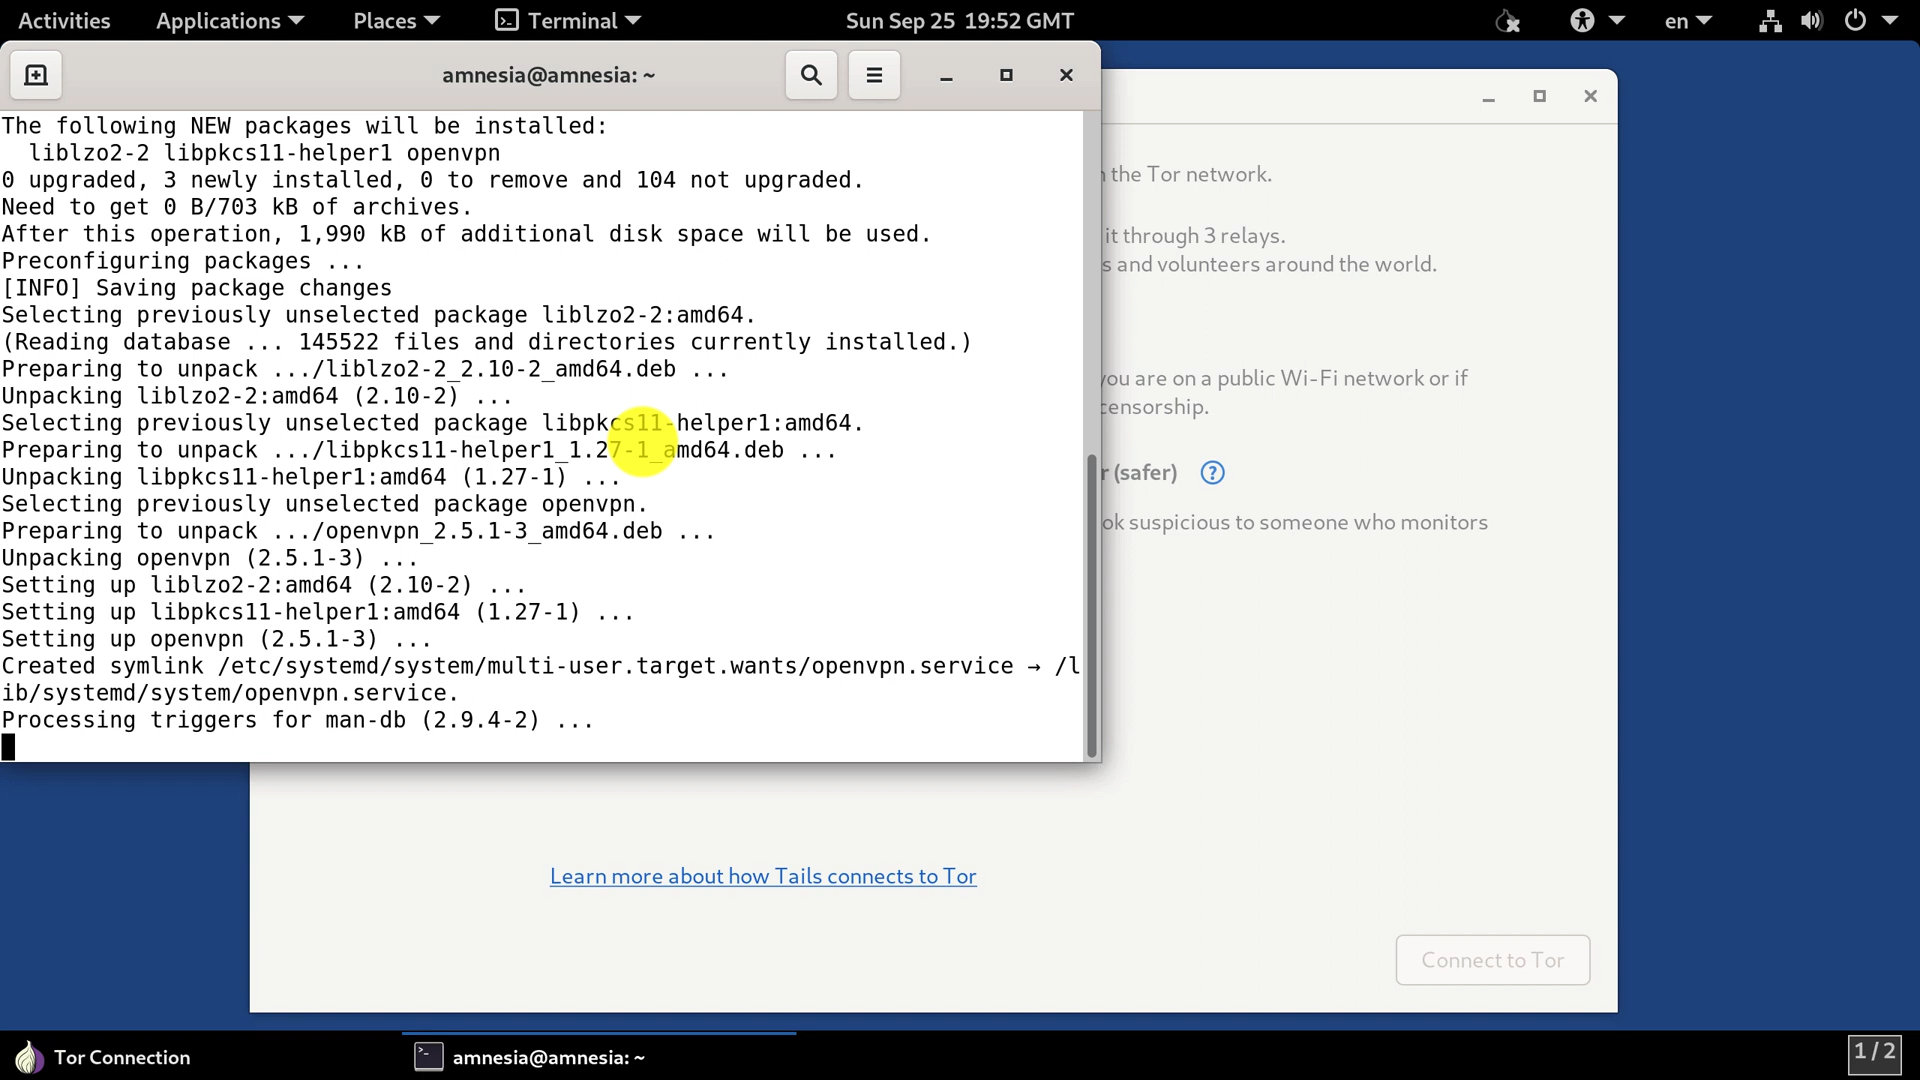 Activities Applications Places Terminal Sun Sep 25 19:52 GMT en
amnesia@amnesia: ~
The following NEW packages will be installed:
  liblzo2-2 libpkcs11-helper1 openvpn
0 upgraded, 3 newly installed, 0 to remove and 104 not upgraded.
Need to get 0 B/703 kB of archives.
After this operation, 1,990 kB of additional disk space will be used.
Preconfiguring packages ...
[INFO] Saving package changes
Selecting previously unselected package liblzo2-2:amd64.
(Reading database ... 145522 files and directories currently installed.)
Preparing to unpack .../liblzo2-2_2.10-2_amd64.deb ...
Unpacking liblzo2-2:amd64 (2.10-2) ...
Selecting previously unselected package libpkcs11-helper1:amd64.
Preparing to unpack .../libpkcs11-helper1_1.27-1_amd64.deb ...
Unpacking libpkcs11-helper1:amd64 (1.27-1) ...
Selecting previously unselected package openvpn.
Preparing to unpack .../openvpn_2.5.1-3_amd64.deb ...
Unpacking openvpn (2.5.1-3) ...
Setting up liblzo2-2:amd64 (2.10-2) ...
Setting up libpkcs11-helper1:amd64 (1.27-1) ...
Setting up openvpn (2.5.1-3) ...
Created symlink /etc/systemd/system/multi-user.target.wants/openvpn.service → /l
ib/systemd/system/openvpn.service.
Processing triggers for man-db (2.9.4-2) ...
the Tor network.
it through 3 relays.
s and volunteers around the world.
you are on a public Wi-Fi network or if
censorship.
r (safer) ?
ok suspicious to someone who monitors
Learn more about how Tails connects to Tor
Connect to Tor
Tor Connection
amnesia@amnesia: ~
1 / 2